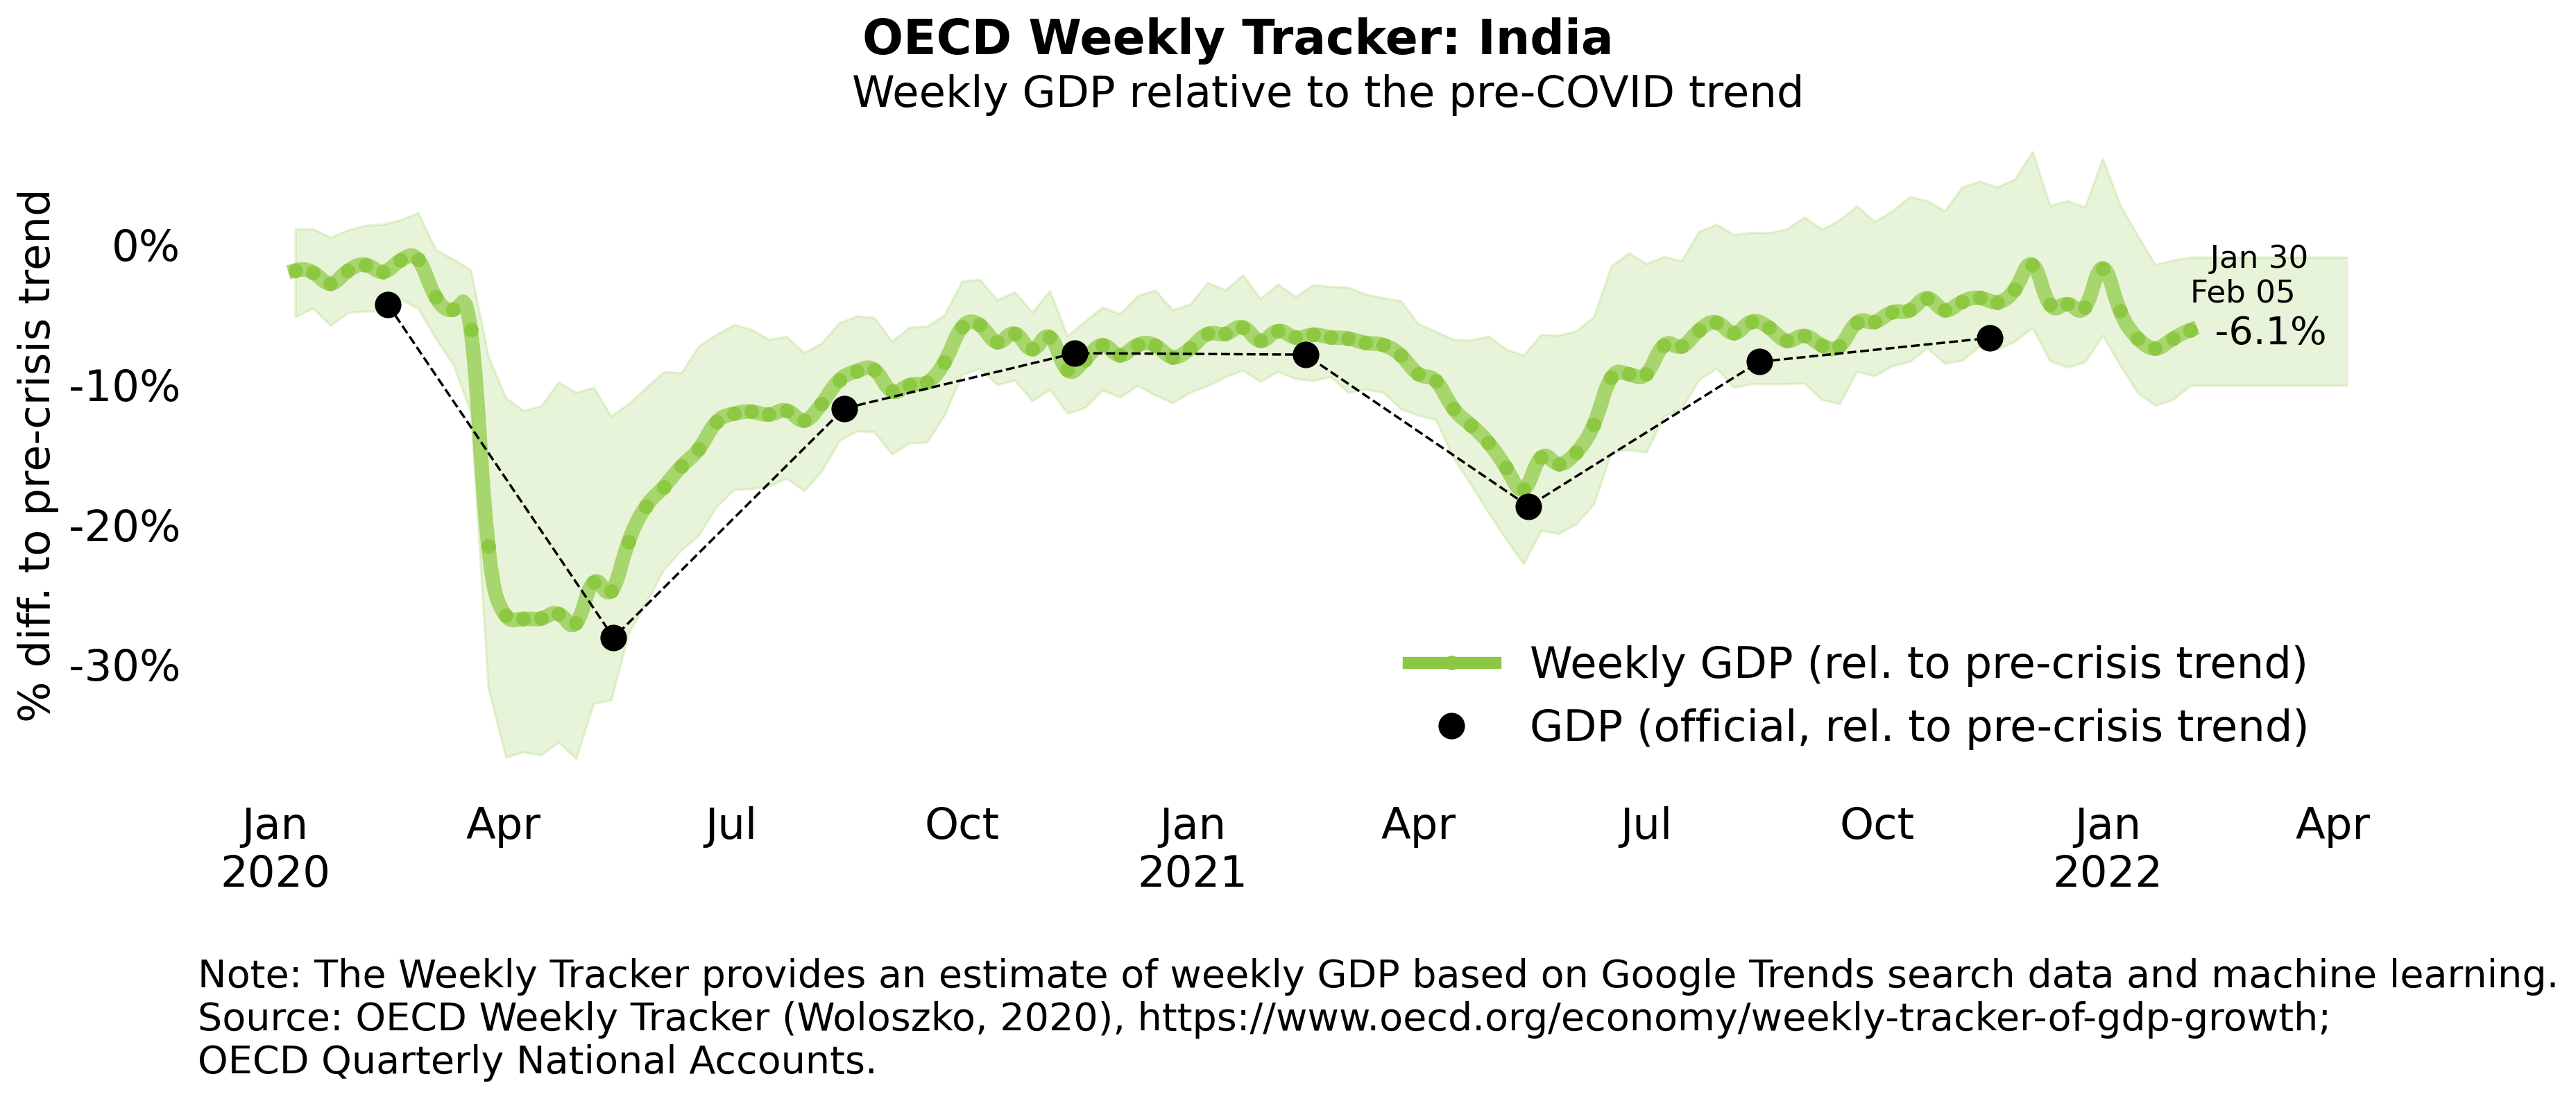 OECD Weekly Tracker: India
Weekly GDP relative to the pre-COVID trend
% diff. to pre-crisis trend
0%
-10%
-20%
-30%
Jan 30
Feb 05
-6.1%
Weekly GDP (rel. to pre-crisis trend)
GDP (official, rel. to pre-crisis trend)
Jan Apr Jul Oct Jan Apr Jul Oct Jan Apr
2020 2021 2022
Note: The Weekly Tracker provides an estimate of weekly GDP based on Google Trends search data and machine learning.
Source: OECD Weekly Tracker (Woloszko, 2020), https://www.oecd.org/economy/weekly-tracker-of-gdp-growth;
OECD Quarterly National Accounts.